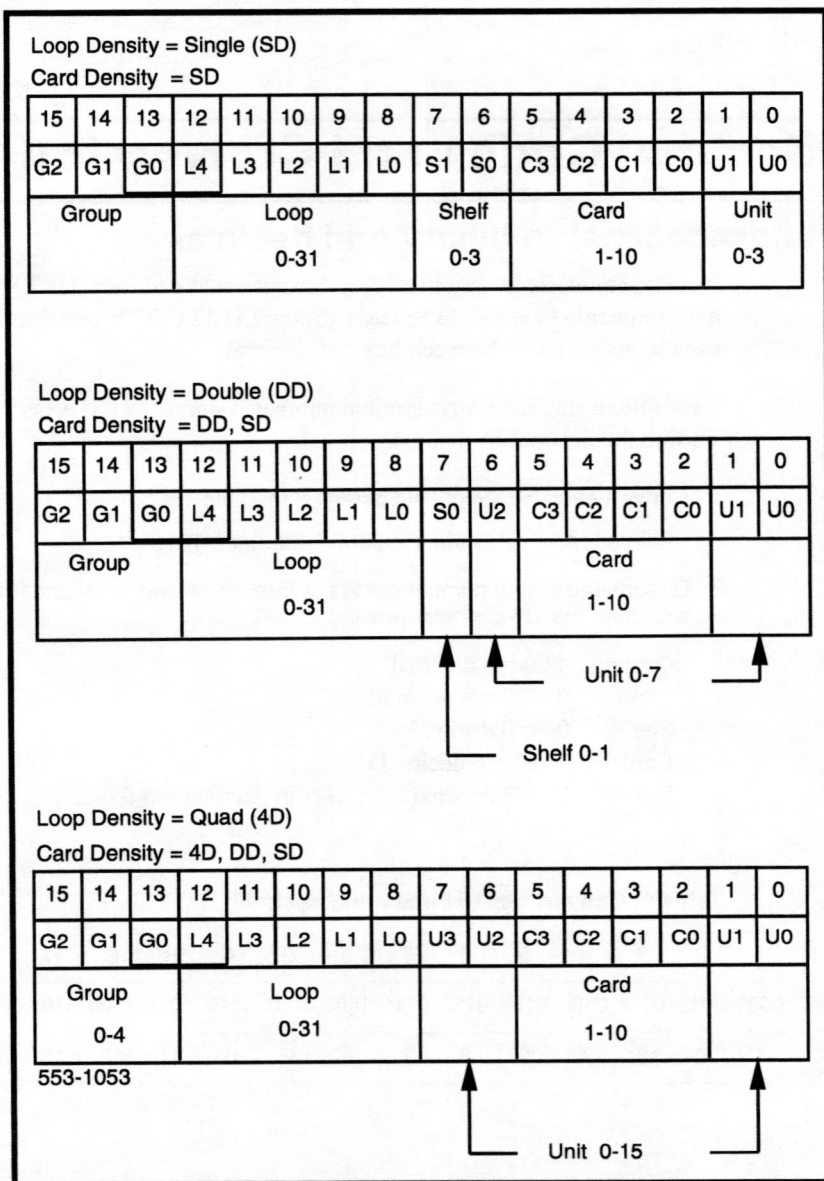 Loop Density = Single (SD)
Card Density = SD
15 14 13 12 11 10 9 8 7 6 5 4 3 2 1 0
G2 G1 G0 L4 L3 L2 L1 L0 S1 S0 C3 C2 C1 C0 U1 U0
Group Loop Shelf Card Unit
0-31 0-3 1-10 0-3
Loop Density = Double (DD)
Card Density = DD, SD
15 14 13 12 11 10 9 8 7 6 5 4 3 2 1 0
G2 G1 G0 L4 L3 L2 L1 L0 S0 U2 C3 C2 C1 C0 U1 U0
Group Loop Card
0-31 1-10
Unit 0-7
Shelf 0-1
Loop Density = Quad (4D)
Card Density = 4D, DD, SD
15 14 13 12 11 10 9 8 7 6 5 4 3 2 1 0
G2 G1 G0 L4 L3 L2 L1 L0 U3 U2 C3 C2 C1 C0 U1 U0
Group Loop Card
0-4 0-31 1-10
553-1053
Unit 0-15